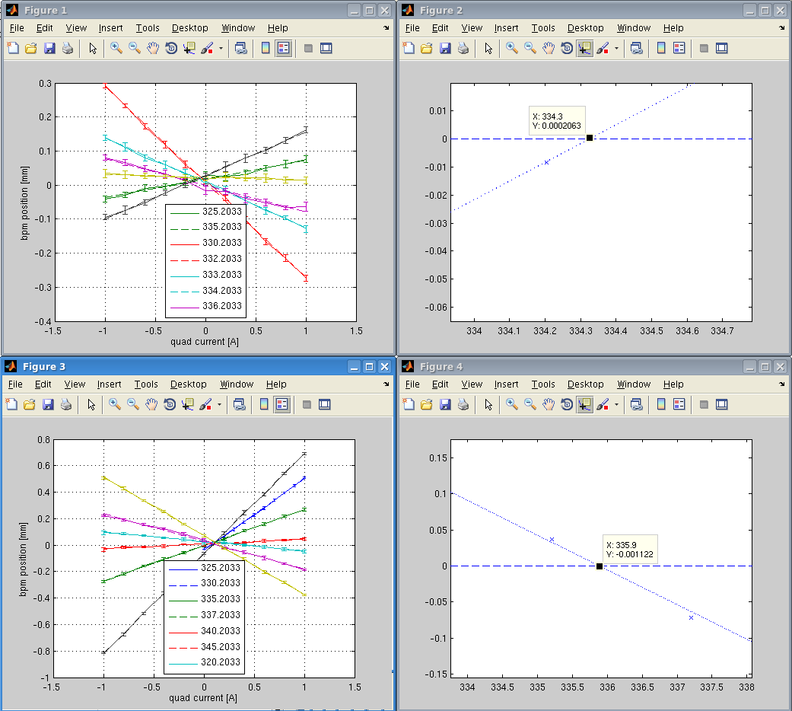 Figure 1
File Edit View Insert Tools Desktop Window Help
0.3
0.2
0.1
0
-0.1
-0.2
-0.3
-0.4
bpm position [mm]
325.2033
335.2033
330.2033
332.2033
333.2033
334.2033
336.2033
-1.5 -1 -0.5 0 0.5 1 1.5
quad current [A]
Figure 2
File Edit View Insert Tools Desktop Window Help
X: 334.3
Y: 0.0002063
0.01
0
-0.01
-0.02
-0.03
-0.04
-0.05
-0.06
334 334.1 334.2 334.3 334.4 334.5 334.6 334.7
Figure 3
File Edit View Insert Tools Desktop Window Help
0.8
0.6
0.4
0.2
0
-0.2
-0.4
-0.6
-0.8
-1
bpm position [mm]
325.2033
330.2033
335.2033
337.2033
340.2033
345.2033
320.2033
-1.5 -1 -0.5 0 0.5 1 1.5
quad current [A]
Figure 4
File Edit View Insert Tools Desktop Window Help
0.15
0.1
0.05
0
-0.05
-0.1
-0.15
X: 335.9
Y: -0.001122
334 334.5 335 335.5 336 336.5 337 337.5 338